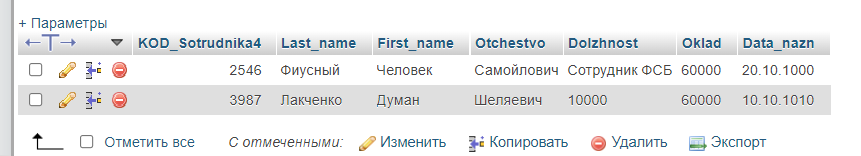 + Параметры
←T→ KOD_Sotrudnika4 Last_name First_name Otchestvo Dolzhnost Oklad Data_nazn
2546 Фиусный Человек Самойлович Сотрудник ФСБ 60000 20.10.1000
3987 Лакченко Думан Шеляевич 10000 60000 10.10.1010
Отметить все С отмеченными: Изменить Копировать Удалить Экспорт